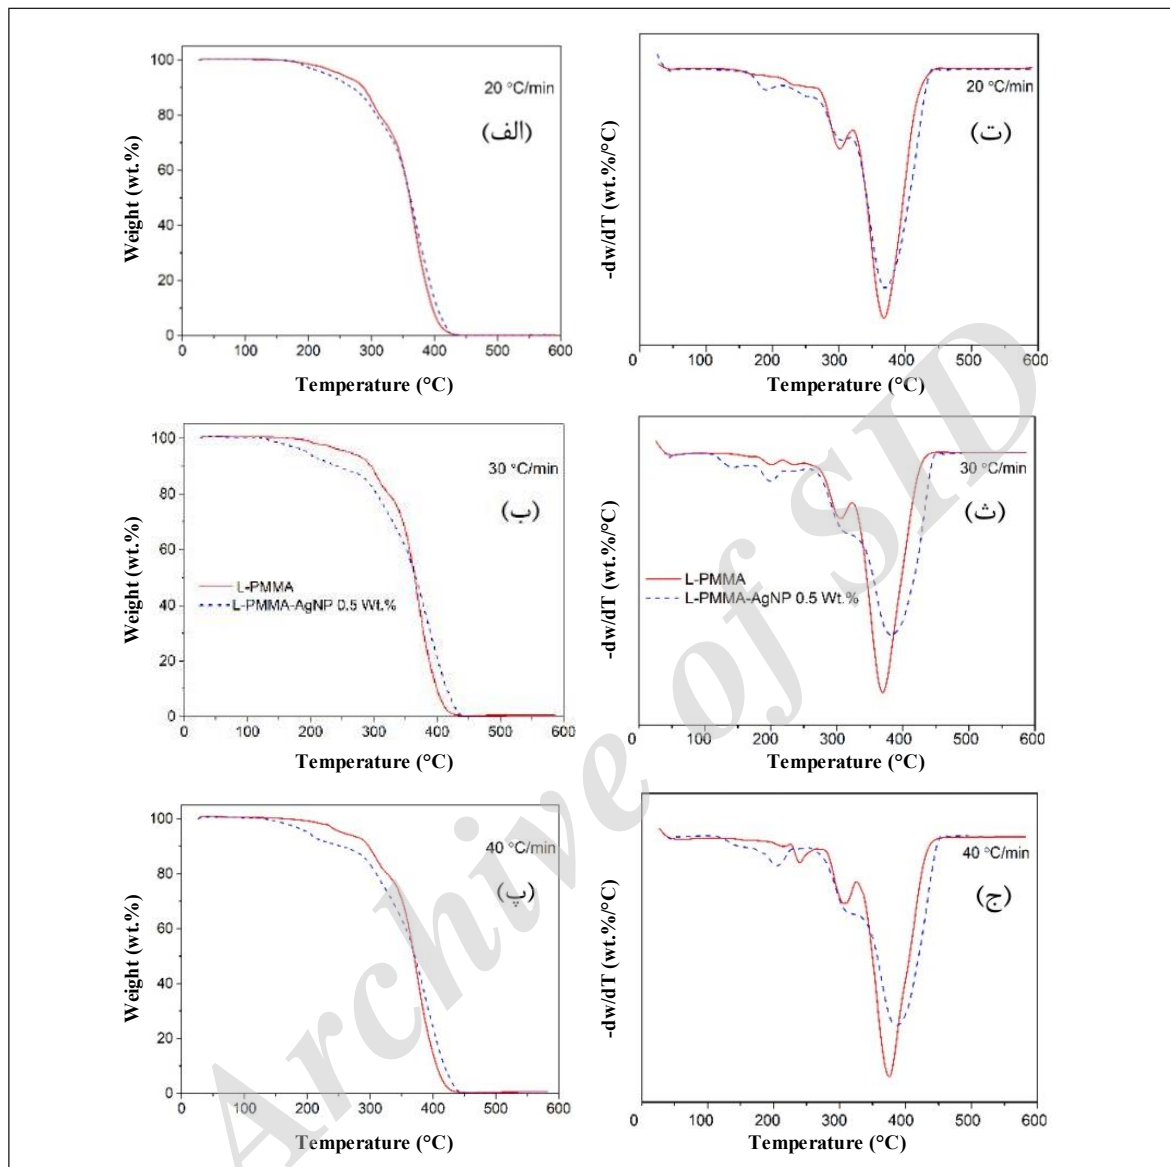 100
80
60
40
20
0
Weight (wt.%)
20 °C/min
(الف)
0 100 200 300 400 500 600
Temperature (°C)
-dw/dT (wt.%/°C)
20 °C/min
(ت)
0 100 200 300 400 500 600
Temperature (°C)
100
80
60
40
20
0
Weight (wt.%)
30 °C/min
(ب)
L-PMMA
L-PMMA-AgNP 0.5 Wt.%
0 100 200 300 400 500 600
Temperature (°C)
-dw/dT (wt.%/°C)
30 °C/min
(ث)
L-PMMA
L-PMMA-AgNP 0.5 Wt.%
0 100 200 300 400 500 600
Temperature (°C)
100
80
60
40
20
0
Weight (wt.%)
40 °C/min
(پ)
0 100 200 300 400 500 600
Temperature (°C)
-dw/dT (wt.%/°C)
40 °C/min
(ج)
0 100 200 300 400 500 600
Temperature (°C)
Archive of SID